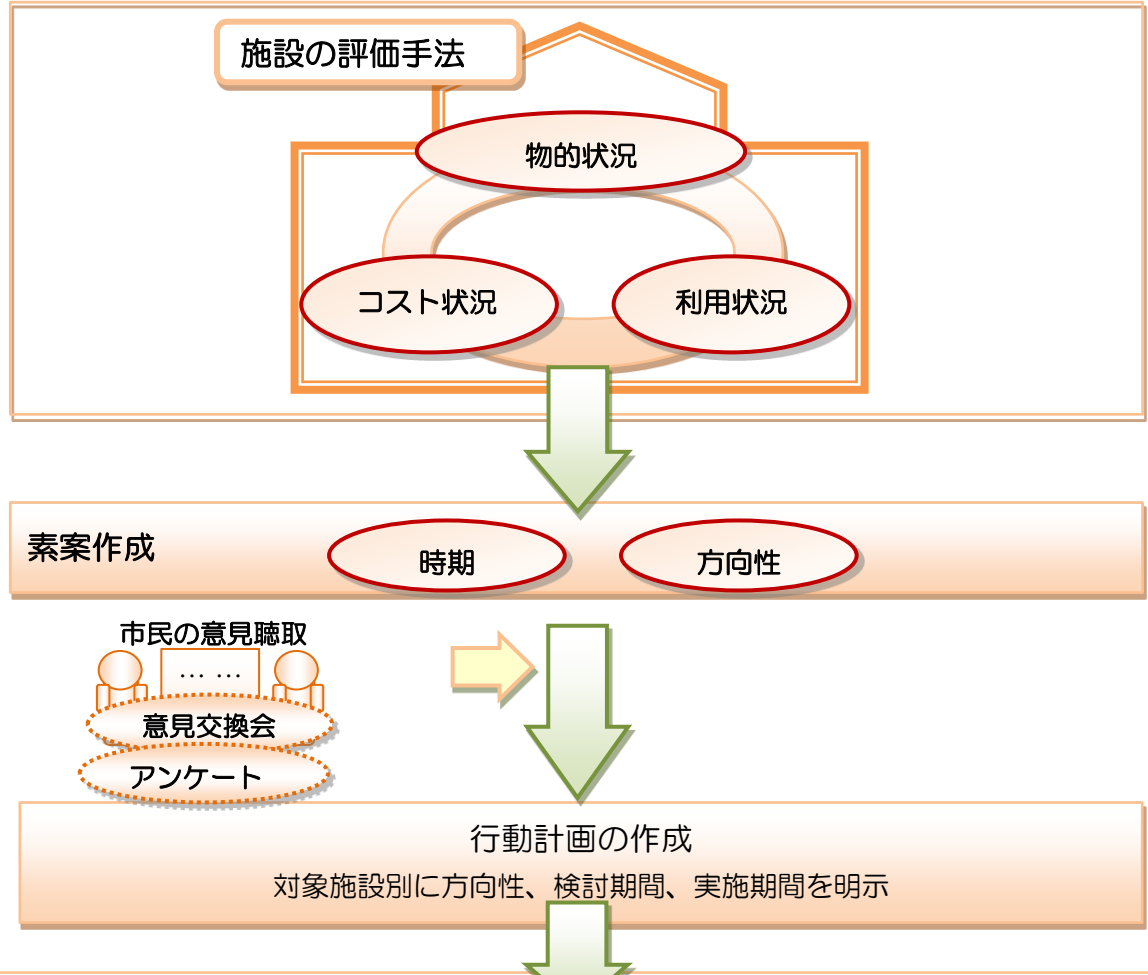 施設の評価手法
物的状況
コスト状況
利用状況
素案作成
時期
方向性
市民の意見聴取
… …
意見交換会
アンケート
行動計画の作成
対象施設別に方向性、検討期間、実施期間を明示